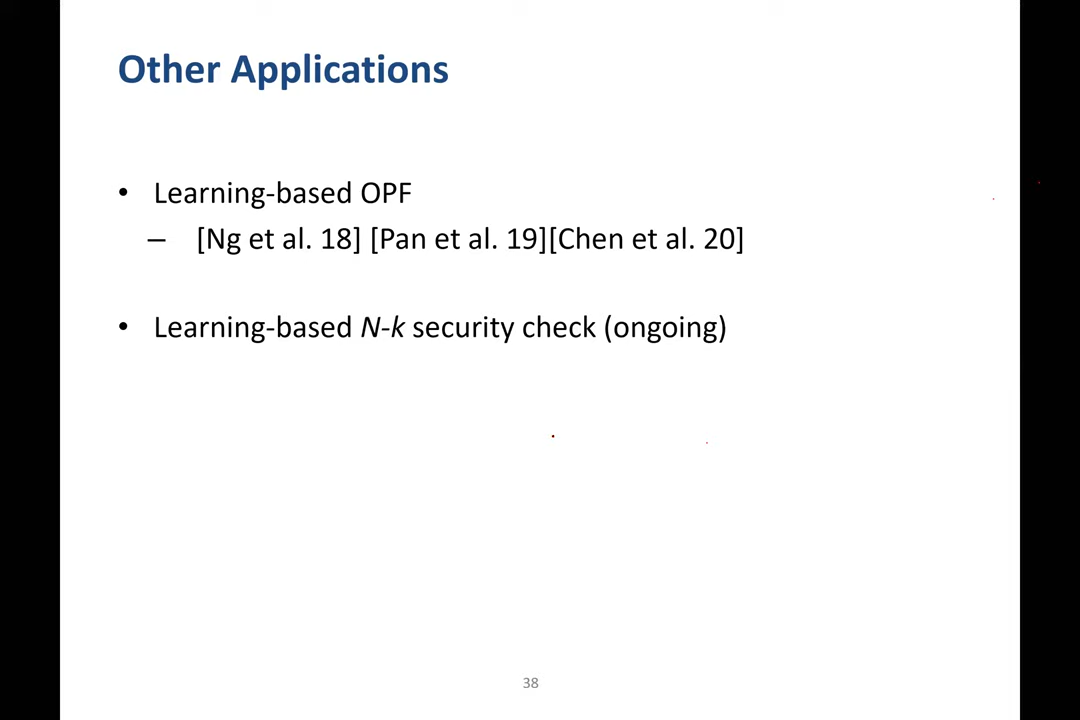 Other Applications
• Learning-based OPF
– [Ng et al. 18] [Pan et al. 19][Chen et al. 20]
• Learning-based N-k security check (ongoing)
38